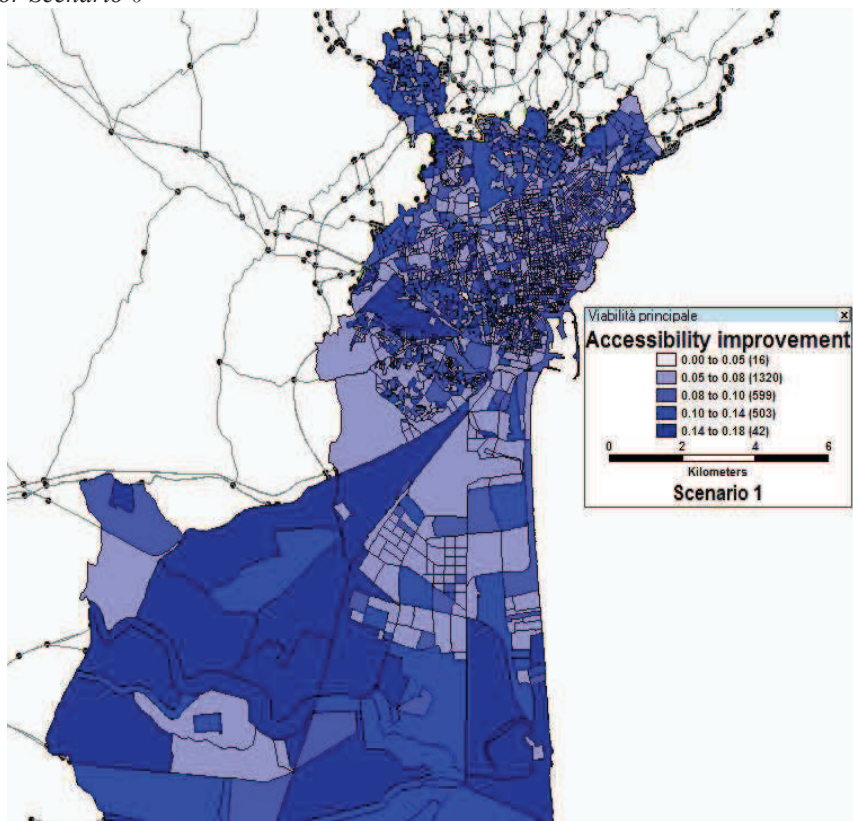 Scenario
Viabilità principale
Accessibility improvement
0.00 to 0.05 (16)
0.05 to 0.08 (1320)
0.08 to 0.10 (599)
0.10 to 0.14 (503)
0.14 to 0.18 (42)
0 2 4 6
Kilometers
Scenario 1